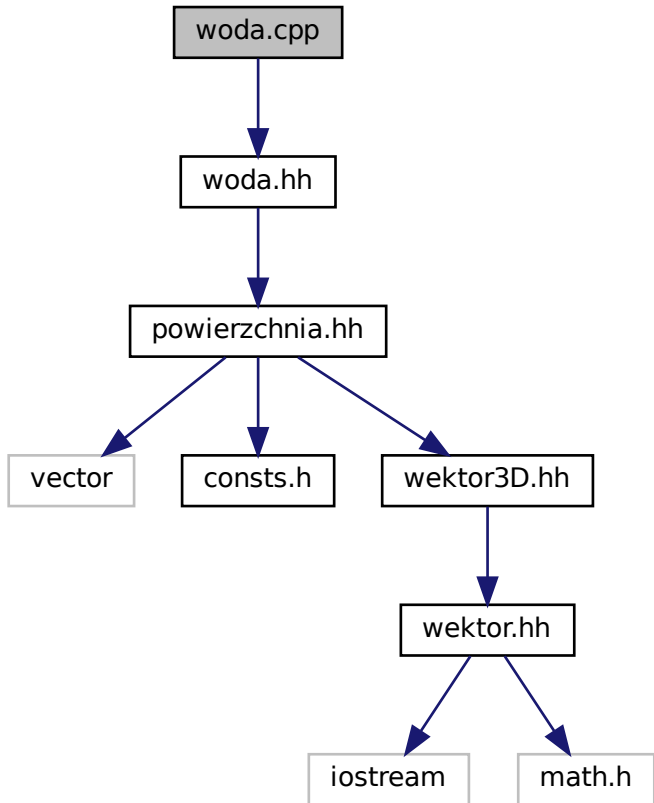 woda.cpp
woda.hh
powierzchnia.hh
vector
consts.h
wektor3D.hh
wektor.hh
iostream
math.h